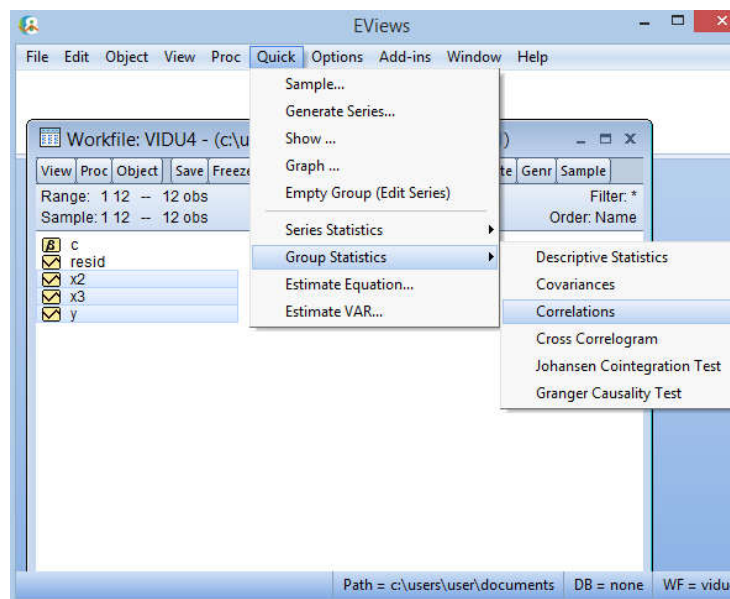 EViews
File Edit Object View Proc Quick Options Add-ins Window Help
Sample...
Generate Series...
Show ...
Graph ...
Empty Group (Edit Series)
Series Statistics
Group Statistics
Estimate Equation...
Estimate VAR...
Descriptive Statistics
Covariances
Correlations
Cross Correlogram
Johansen Cointegration Test
Granger Causality Test
Workfile: VIDU4 - (c:\u
View Proc Object Save Freeze Genr Sample
Range: 1 12 -- 12 obs Filter: *
Sample: 1 12 -- 12 obs Order: Name
c
resid
x2
x3
y
Path = c:\users\user\documents DB = none WF = vidu